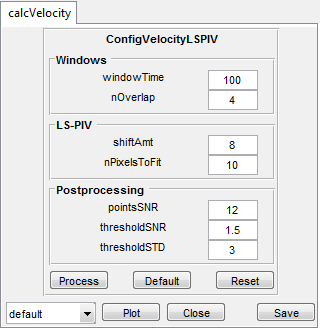 calcVelocity
ConfigVelocityLSPIV
Windows
windowTime 100
nOverlap 4
LS-PIV
shiftAmt 8
nPixelsToFit 10
Postprocessing
pointsSNR 12
thresholdSNR 1.5
thresholdSTD 3
Process Default Reset
default Plot Close Save